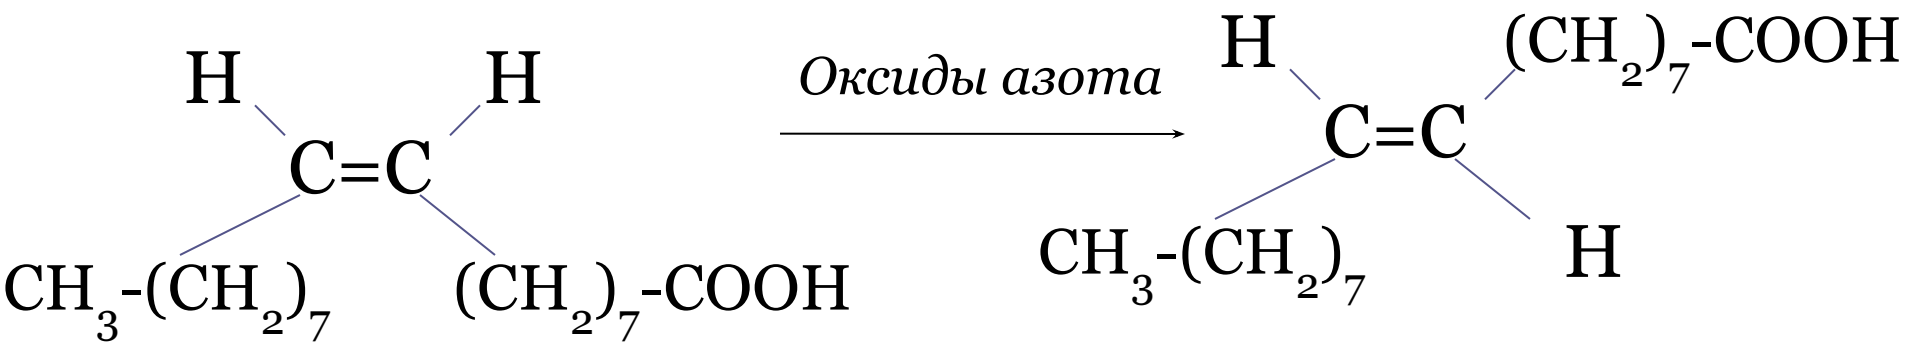 H H
C=C
CH3-(CH2)7 (CH2)7-COOH
Оксиды азота
H (CH2)7-COOH
C=C
CH3-(CH2)7 H